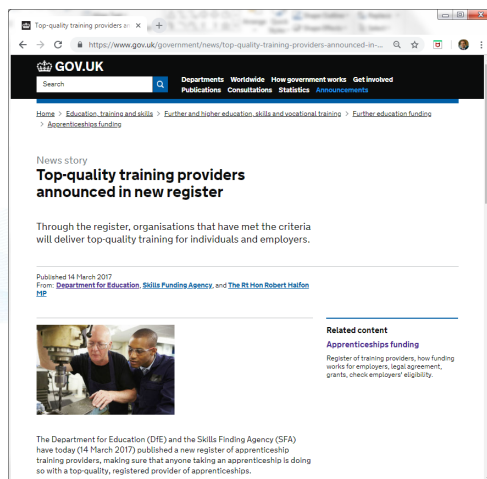 Top-quality training providers ar
https://www.gov.uk/government/news/top-quality-training-providers-announced-in-...
GOV.UK
Search
Departments Worldwide How government works Get involved
Publications Consultations Statistics Announcements
Home > Education, training and skills > Further and higher education, skills and vocational training > Further education funding
> Apprenticeships funding
News story
Top-quality training providers
announced in new register
Through the register, organisations that have met the criteria
will deliver top-quality training for individuals and employers.
Published 14 March 2017
From: Department for Education, Skills Funding Agency, and The Rt Hon Robert Halfon
MP
Related content
Apprenticeships funding
Register of training providers, how funding
works for employers, legal agreement,
grants, check employers' eligibility.
The Department for Education (DfE) and the Skills Finding Agency (SFA)
have today (14 March 2017) published a new register of apprenticeship
training providers, making sure that anyone taking an apprenticeship is doing
so with a top-quality, registered provider of apprenticeships.